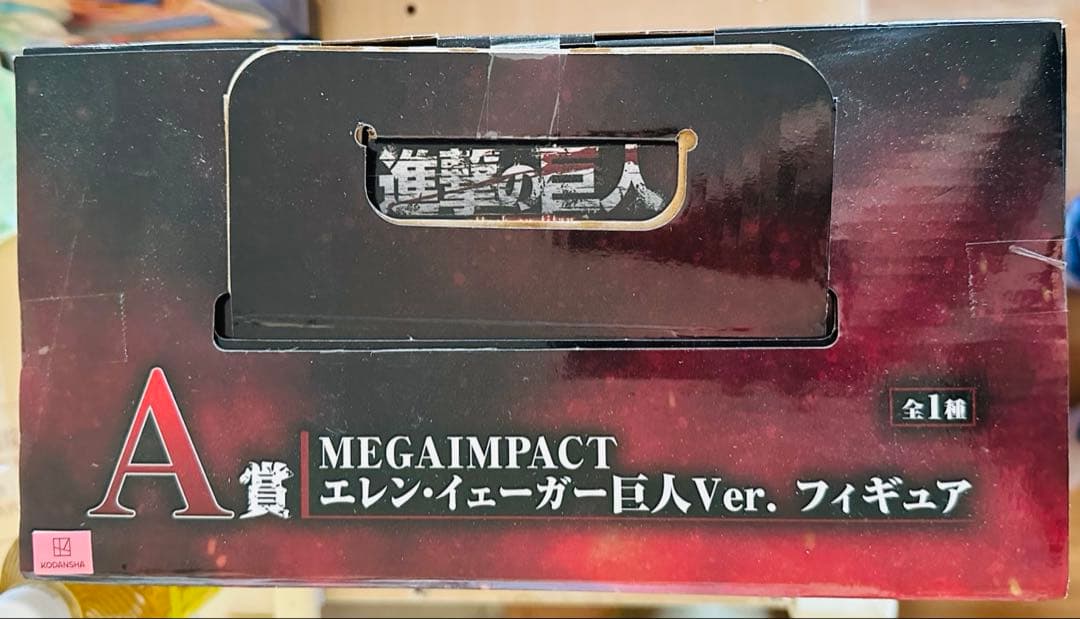 進撃の巨人
全1種
A賞
MEGAIMPACT
エレン・イェーガー巨人Ver. フィギュア
KODANSHA